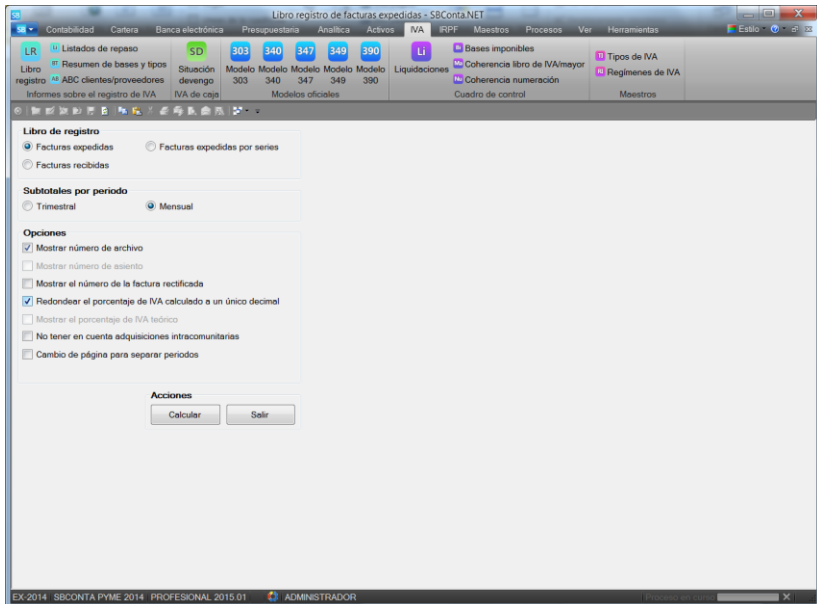 Libro registro de facturas expedidas - SBConta.NET
SB Contabilidad Cartera Banca electrónica Presupuestaria Analítica Activos IVA IRPF Maestros Procesos Ver Herramientas Estilo
LR Libro registro
Listados de repaso
BT Resumen de bases y tipos
AB ABC clientes/proveedores
Informes sobre el registro de IVA
SD Situación devengo
IVA de caja
303 Modelo 303
340 Modelo 340
347 Modelo 347
349 Modelo 349
390 Modelo 390
Modelos oficiales
Li Liquidaciones
Bases imponibles
Coherencia libro de IVA/mayor
Coherencia numeración
Cuadro de control
TI Tipos de IVA
Regímenes de IVA
Maestros
Libro de registro
Facturas expedidas
Facturas expedidas por series
Facturas recibidas
Subtotales por periodo
Trimestral
Mensual
Opciones
Mostrar número de archivo
Mostrar número de asiento
Mostrar el número de la factura rectificada
Redondear el porcentaje de IVA calculado a un único decimal
Mostrar el porcentaje de IVA teórico
No tener en cuenta adquisiciones intracomunitarias
Cambio de página para separar periodos
Acciones
Calcular
Salir
EX-2014 SBCONTA PYME 2014 PROFESIONAL 2015.01 ADMINISTRADOR Proceso en curso